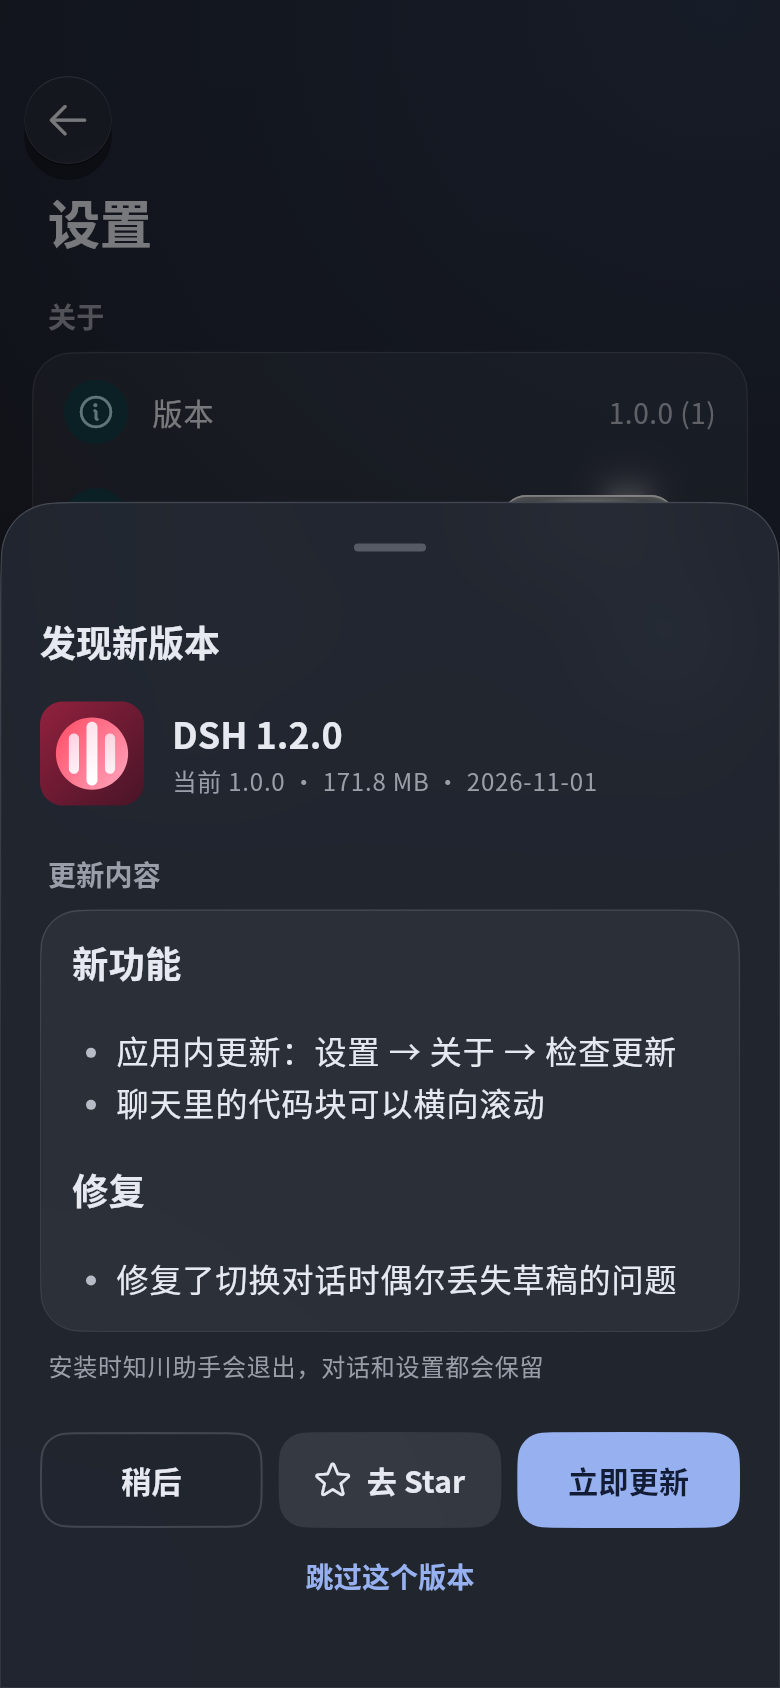 设置
关于
版本
1.0.0 (1)
发现新版本
DSH 1.2.0
当前 1.0.0 · 171.8 MB · 2026-11-01
更新内容
新功能
• 应用内更新：设置 → 关于 → 检查更新
• 聊天里的代码块可以横向滚动
修复
• 修复了切换对话时偶尔丢失草稿的问题
安装时知川助手会退出，对话和设置都会保留
稍后
去 Star
立即更新
跳过这个版本